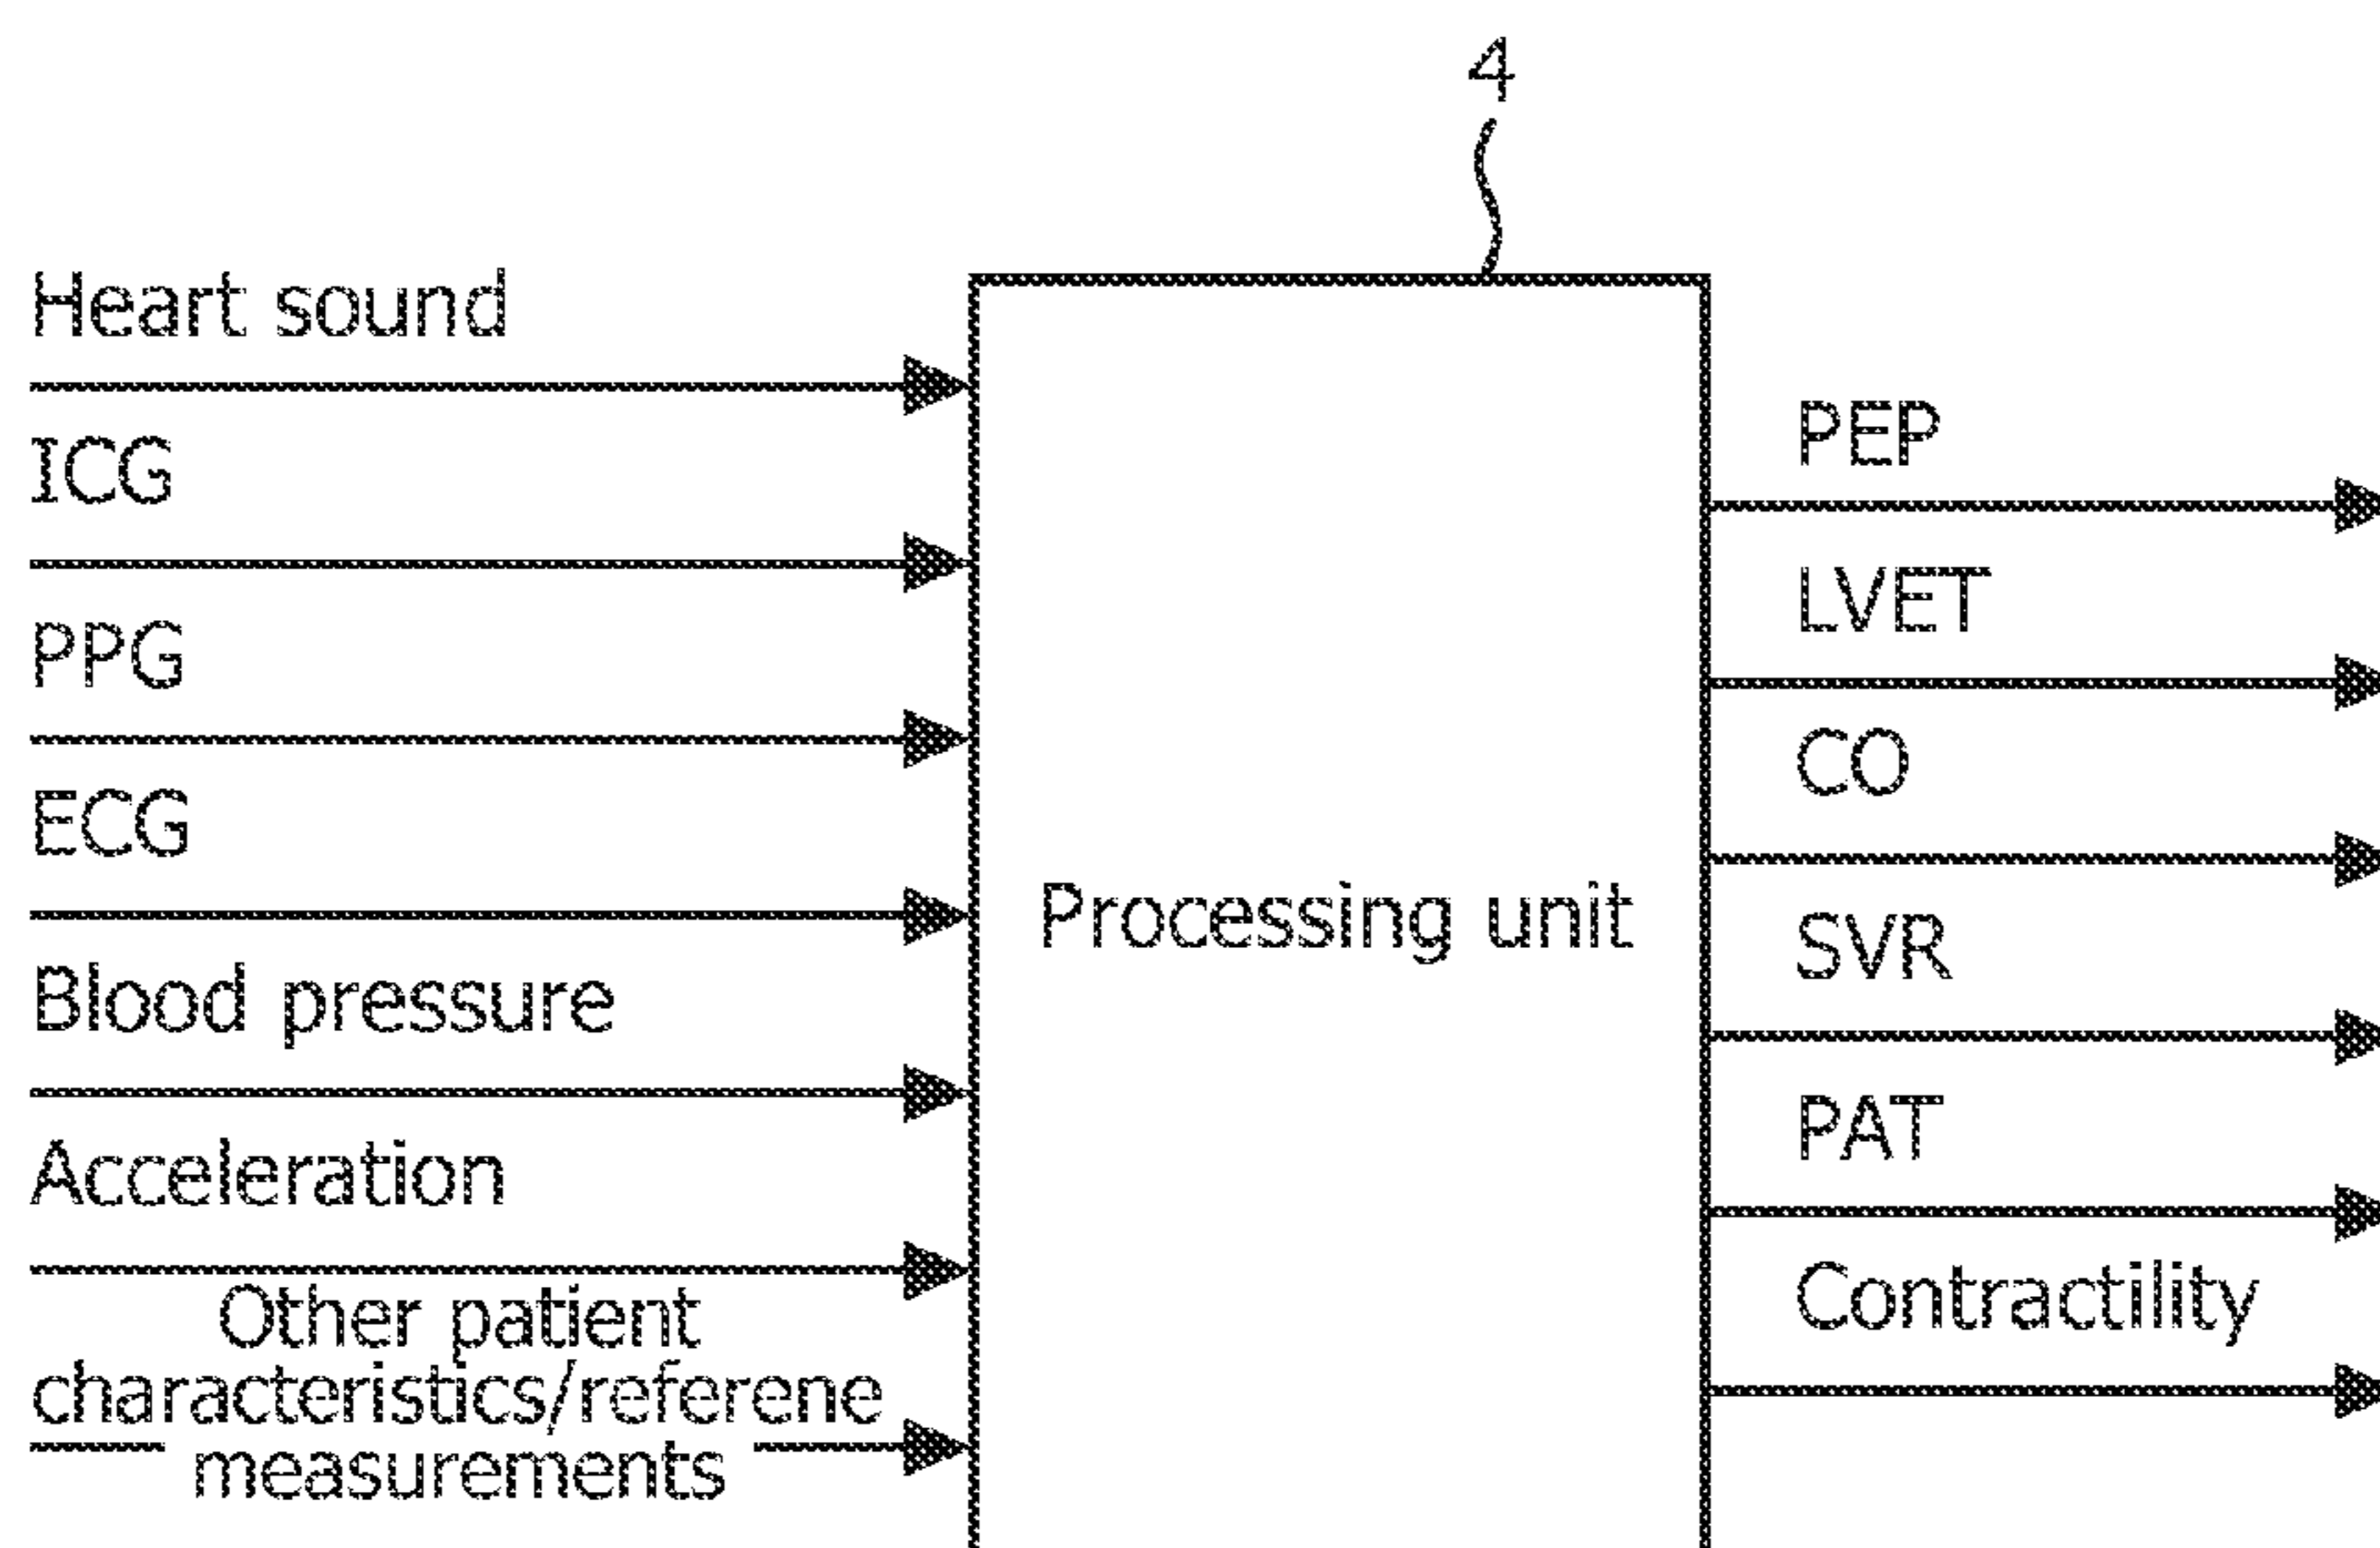 4
Heart sound
ICG
PPG
ECG
Blood pressure
Acceleration
Other patient
characteristics/referene
measurements
Processing unit
PEP
LVET
CO
SVR
PAT
Contractility